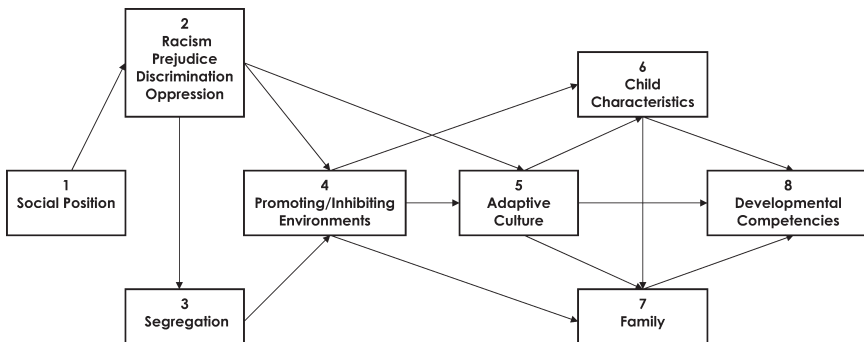 1
Social Position
2
Racism
Prejudice
Discrimination
Oppression
3
Segregation
4
Promoting/Inhibiting
Environments
5
Adaptive
Culture
6
Child
Characteristics
7
Family
8
Developmental
Competencies